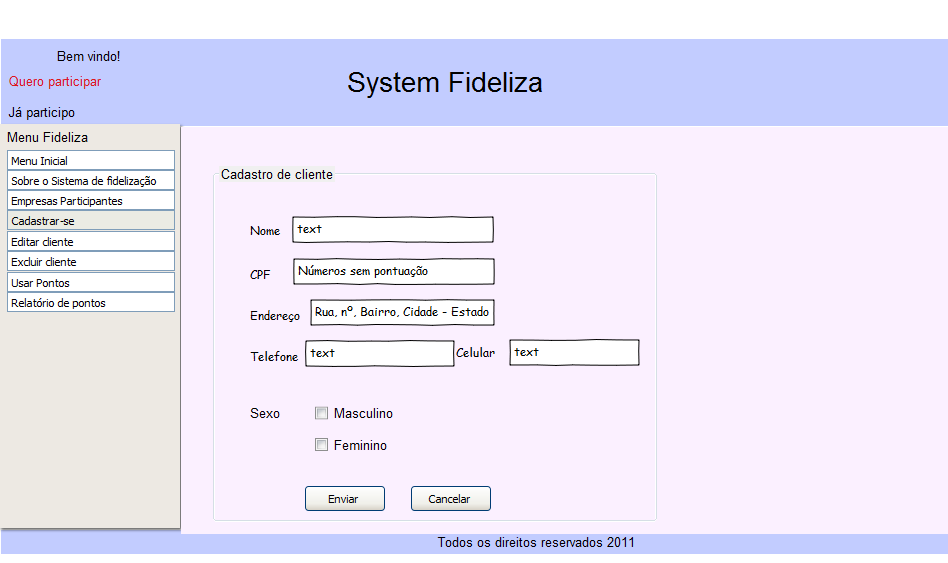 Bem vindo!
Quero participar
System Fideliza
Já participo
Menu Fideliza
Menu Inicial
Sobre o Sistema de fidelização
Empresas Participantes
Cadastrar-se
Editar cliente
Excluir cliente
Usar Pontos
Relatório de pontos
Cadastro de cliente
Nome text
CPF Números sem pontuação
Endereço Rua, nº, Bairro, Cidade - Estado
Telefone text Celular text
Sexo Masculino
Feminino
Enviar Cancelar
Todos os direitos reservados 2011